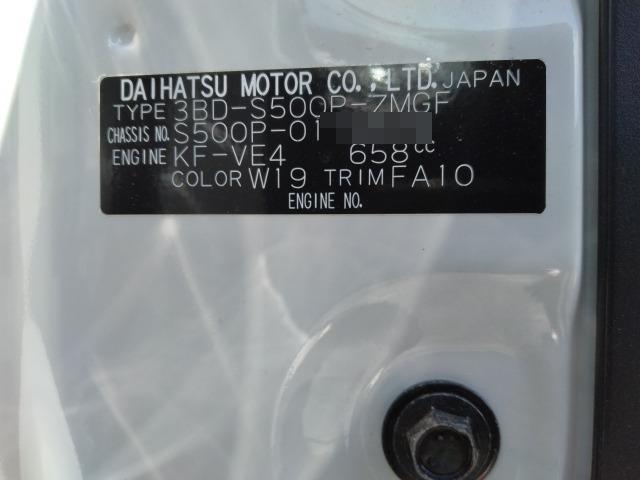 DAIHATSU MOTOR CO., LTD. JAPAN
TYPE 3BD-S500P-ZMGF
CHASSIS NO. S500P-01
ENGINE KF-VE4 658cc
COLOR W19 TRIM FA10
ENGINE NO.